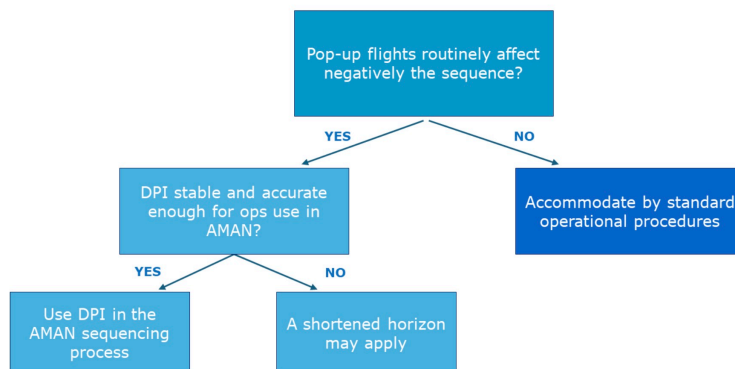 Pop-up flights routinely affect
negatively the sequence?
YES
NO
DPI stable and accurate
enough for ops use in
AMAN?
Accommodate by standard
operational procedures
YES
NO
Use DPI in the
AMAN sequencing
process
A shortened horizon
may apply